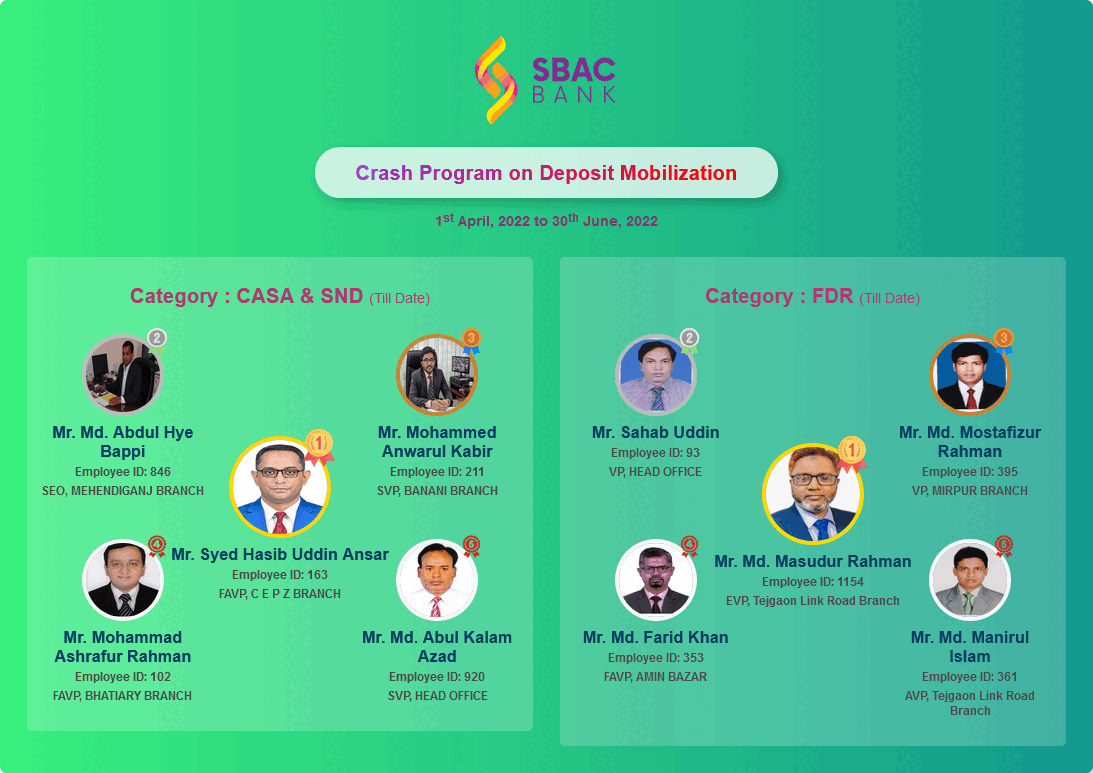 SBAC
BANK
Crash Program on Deposit Mobilization
1st April, 2022 to 30th June, 2022
Category : CASA & SND (Till Date)
2
Mr. Md. Abdul Hye
Bappi
Employee ID: 846
SEO, MEHENDIGANJ BRANCH
3
Mr. Mohammed
Anwarul Kabir
Employee ID: 211
SVP, BANANI BRANCH
1
Mr. Syed Hasib Uddin Ansar
Employee ID: 163
FAVP, C E P Z BRANCH
4
Mr. Mohammad
Ashrafur Rahman
Employee ID: 102
FAVP, BHATIARY BRANCH
5
Mr. Md. Abul Kalam
Azad
Employee ID: 920
SVP, HEAD OFFICE
Category : FDR (Till Date)
2
Mr. Sahab Uddin
Employee ID: 93
VP, HEAD OFFICE
3
Mr. Md. Mostafizur
Rahman
Employee ID: 395
VP, MIRPUR BRANCH
1
Mr. Md. Masudur Rahman
Employee ID: 1154
EVP, Tejgaon Link Road Branch
4
Mr. Md. Farid Khan
Employee ID: 353
FAVP, AMIN BAZAR
5
Mr. Md. Manirul
Islam
Employee ID: 361
AVP, Tejgaon Link Road
Branch